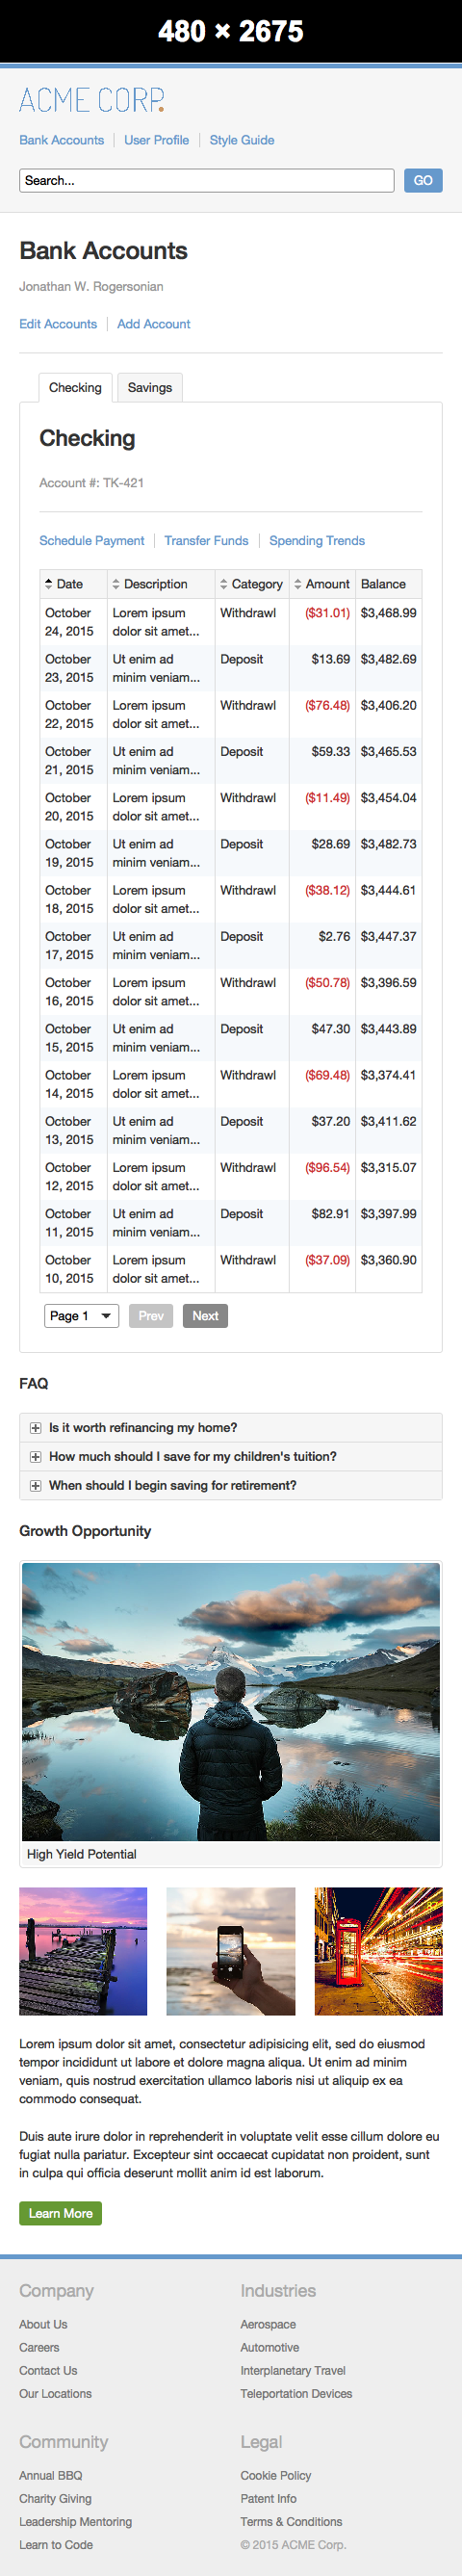 480 × 2675
ACME CORP.
Bank Accounts User Profile Style Guide
Search... GO
Bank Accounts
Jonathan W. Rogersonian
Edit Accounts Add Account
Checking Savings
Checking
Account #: TK-421
Schedule Payment Transfer Funds Spending Trends
Date Description Category Amount Balance
October Lorem ipsum Withdrawl ($31.01) $3,468.99
24, 2015 dolor sit amet...
October Ut enim ad Deposit $13.69 $3,482.69
23, 2015 minim veniam...
October Lorem ipsum Withdrawl ($76.48) $3,406.20
22, 2015 dolor sit amet...
October Ut enim ad Deposit $59.33 $3,465.53
21, 2015 minim veniam...
October Lorem ipsum Withdrawl ($11.49) $3,454.04
20, 2015 dolor sit amet...
October Ut enim ad Deposit $28.69 $3,482.73
19, 2015 minim veniam...
October Lorem ipsum Withdrawl ($38.12) $3,444.61
18, 2015 dolor sit amet...
October Ut enim ad Deposit $2.76 $3,447.37
17, 2015 minim veniam...
October Lorem ipsum Withdrawl ($50.78) $3,396.59
16, 2015 dolor sit amet...
October Ut enim ad Deposit $47.30 $3,443.89
15, 2015 minim veniam...
October Lorem ipsum Withdrawl ($69.48) $3,374.41
14, 2015 dolor sit amet...
October Ut enim ad Deposit $37.20 $3,411.62
13, 2015 minim veniam...
October Lorem ipsum Withdrawl ($96.54) $3,315.07
12, 2015 dolor sit amet...
October Ut enim ad Deposit $82.91 $3,397.99
11, 2015 minim veniam...
October Lorem ipsum Withdrawl ($37.09) $3,360.90
10, 2015 dolor sit amet...
Page 1 Prev Next
FAQ
Is it worth refinancing my home?
How much should I save for my children's tuition?
When should I begin saving for retirement?
Growth Opportunity
High Yield Potential
Lorem ipsum dolor sit amet, consectetur adipisicing elit, sed do eiusmod
tempor incididunt ut labore et dolore magna aliqua. Ut enim ad minim
veniam, quis nostrud exercitation ullamco laboris nisi ut aliquip ex ea
commodo consequat.
Duis aute irure dolor in reprehenderit in voluptate velit esse cillum dolore eu
fugiat nulla pariatur. Excepteur sint occaecat cupidatat non proident, sunt
in culpa qui officia deserunt mollit anim id est laborum.
Learn More
Company Industries
About Us Aerospace
Careers Automotive
Contact Us Interplanetary Travel
Our Locations Teleportation Devices
Community Legal
Annual BBQ Cookie Policy
Charity Giving Patent Info
Leadership Mentoring Terms & Conditions
Learn to Code © 2015 ACME Corp.